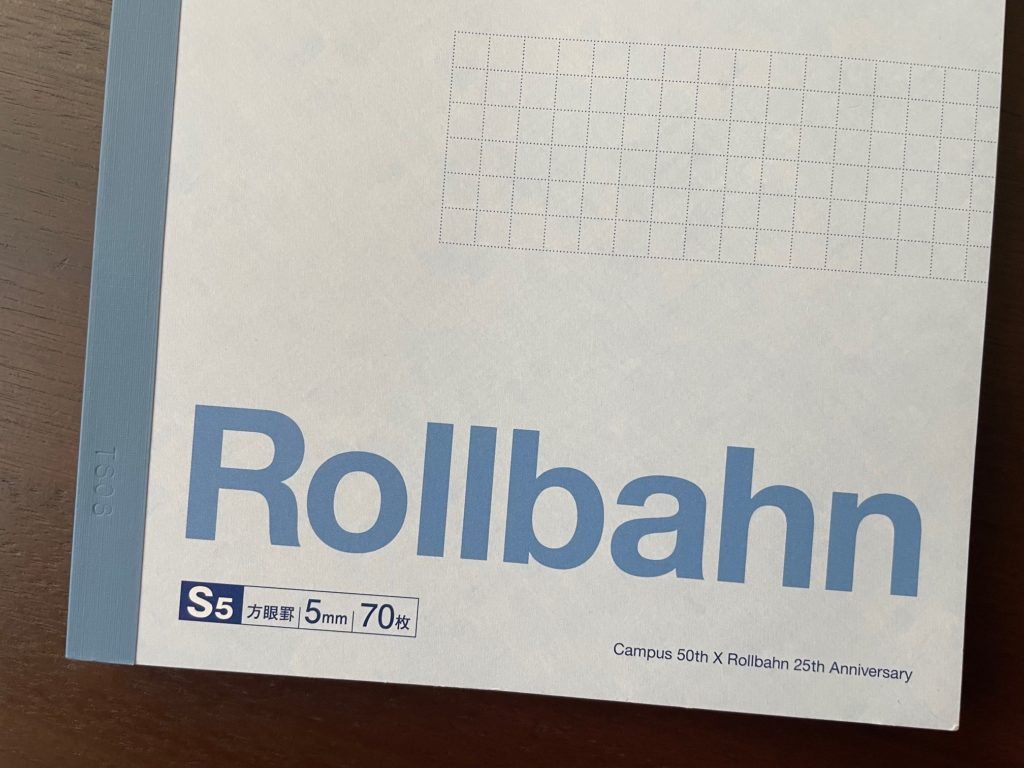 Rollbahn
S5 方眼罫 5mm 70枚
Campus 50th X Rollbahn 25th Anniversary